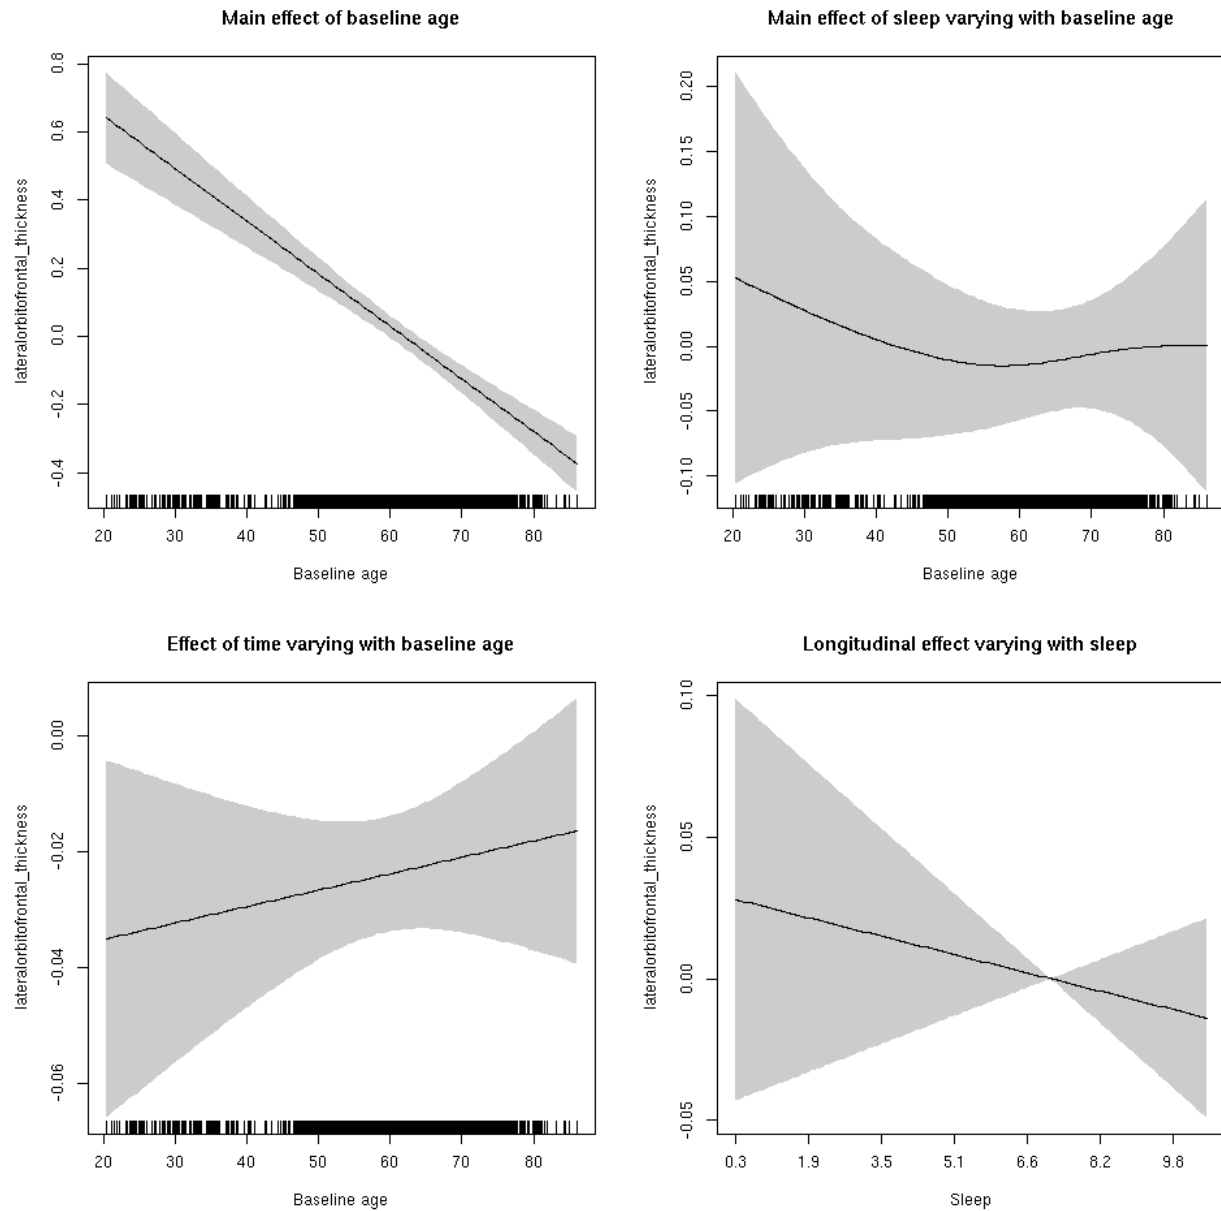 Main effect of baseline age
lateralorbitofrontal_thickness
0.8
0.6
0.4
0.2
0.0
-0.2
-0.4
20 30 40 50 60 70 80
Baseline age
Main effect of sleep varying with baseline age
lateralorbitofrontal_thickness
0.20
0.15
0.10
0.05
0.00
-0.05
-0.10
20 30 40 50 60 70 80
Baseline age
Effect of time varying with baseline age
lateralorbitofrontal_thickness
0.00
-0.02
-0.04
-0.06
20 30 40 50 60 70 80
Baseline age
Longitudinal effect varying with sleep
lateralorbitofrontal_thickness
0.10
0.05
0.00
-0.05
0.3 1.9 3.5 5.1 6.6 8.2 9.8
Sleep